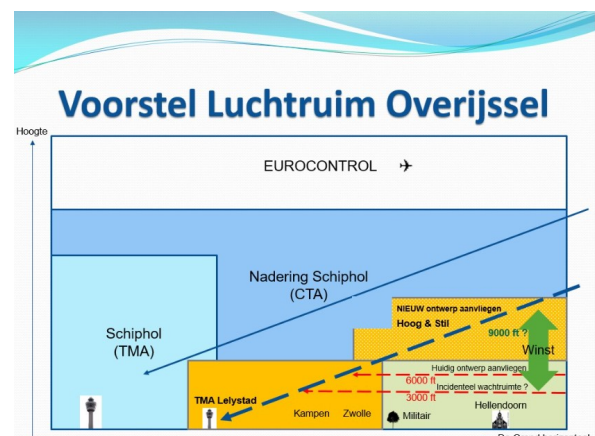 Voorstel Luchtruim Overijssel
Hoogte
EUROCONTROL
Nadering Schiphol
(CTA)
Schiphol
(TMA)
NIEUW ontwerp aanvliegen
Hoog & Stil
9000 ft ?
Winst
Huidig ontwerp aanvliegen
6000 ft
Incidenteel wachtruimte ?
3000 ft
TMA Lelystad
Kampen
Zwolle
Militair
Hellendoorn